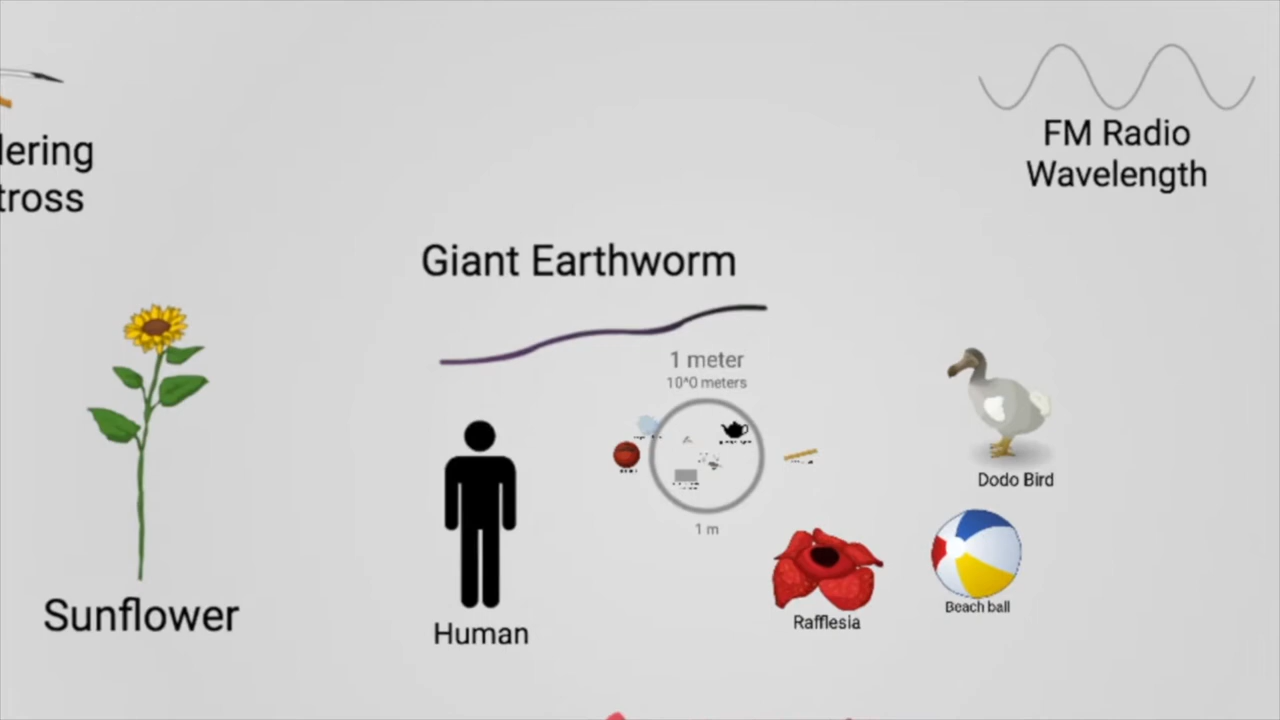 dering
tross
FM Radio
Wavelength
Giant Earthworm
1 meter
10^0 meters
1 m
Dodo Bird
Beach ball
Rafflesia
Human
Sunflower